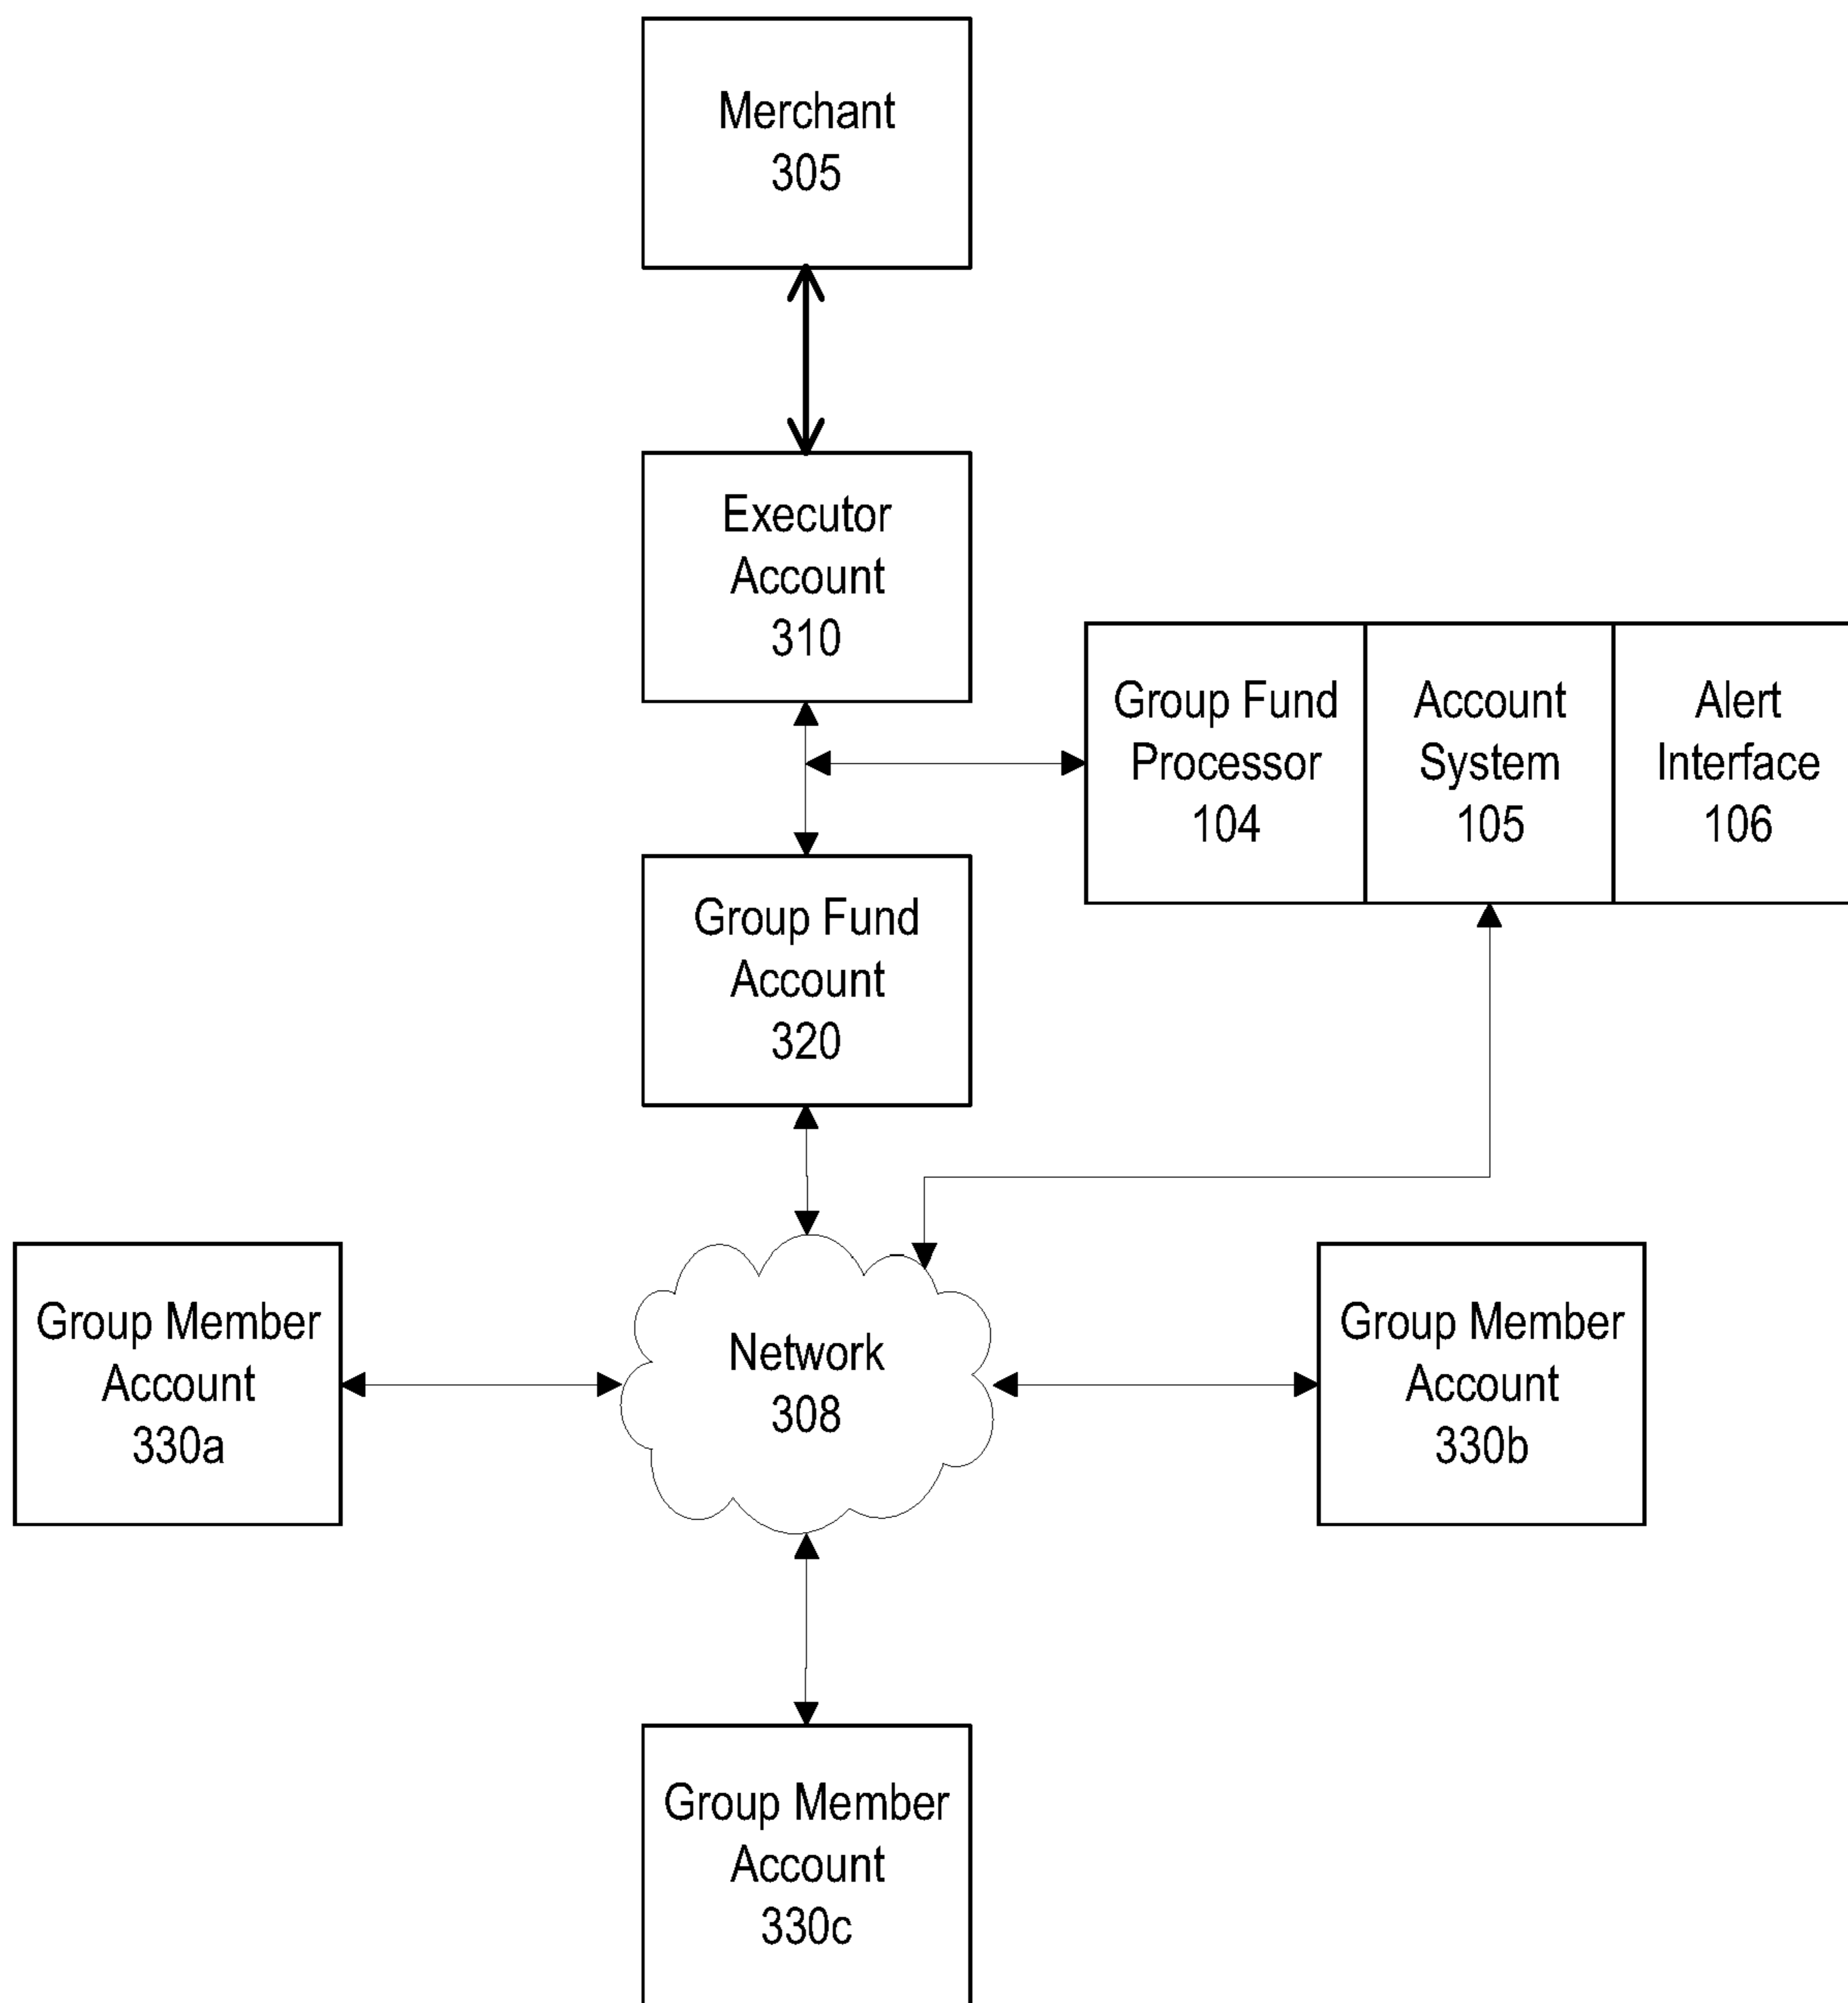 Merchant
305
Executor
Account
310
Group Fund
Processor
104
Account
System
105
Alert
Interface
106
Group Fund
Account
320
Group Member
Account
330a
Network
308
Group Member
Account
330b
Group Member
Account
330c